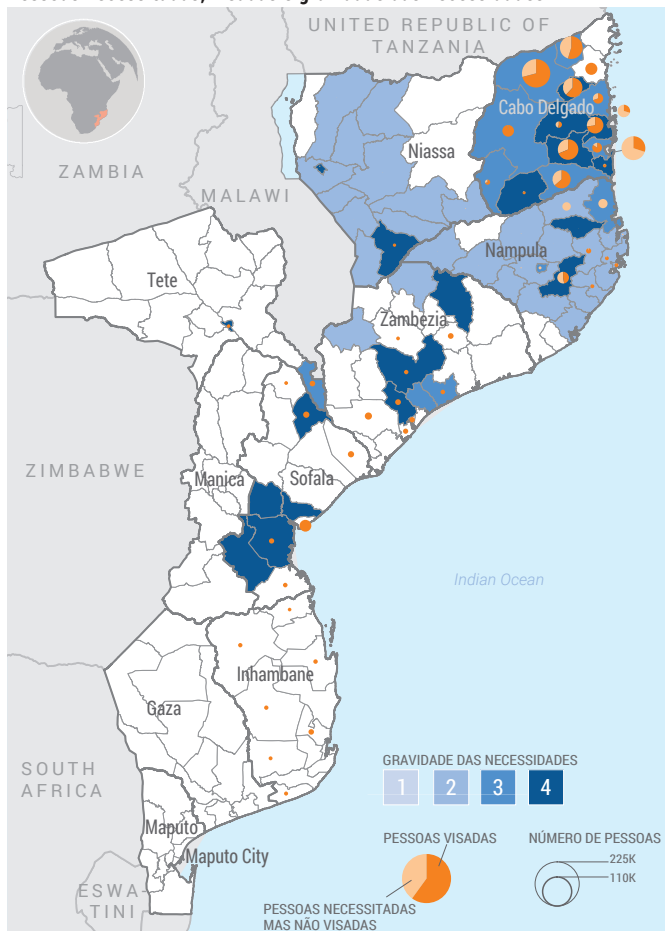 UNITED REPUBLIC OF
TANZANIA
Cabo Delgado
ZAMBIA
Niassa
MALAWI
Nampula
Tete
Zambezia
ZIMBABWE
Manica
Sofala
Indian Ocean
Inhambane
Gaza
SOUTH
AFRICA
GRAVIDADE DAS NECESSIDADES
1 2 3 4
Maputo
Maputo City
ESWA-
TINI
PESSOAS VISADAS
PESSOAS NECESSITADAS
MAS NÃO VISADAS
NÚMERO DE PESSOAS
225K
110K